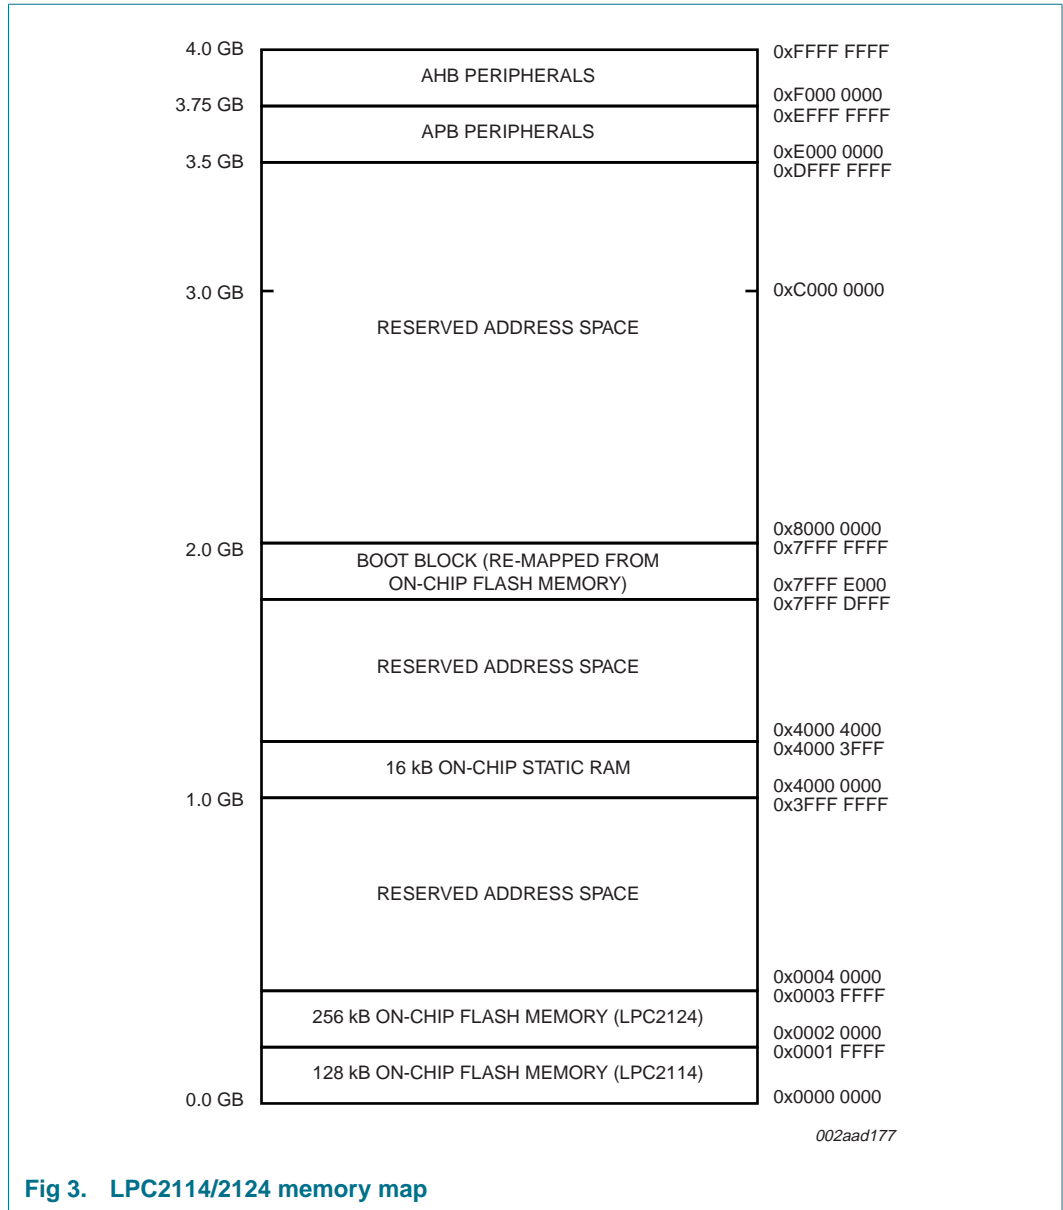 4.0 GB
0xFFFF FFFF
AHB PERIPHERALS
0xF000 0000
3.75 GB
0xEFFF FFFF
APB PERIPHERALS
0xE000 0000
3.5 GB
0xDFFF FFFF
3.0 GB
0xC000 0000
RESERVED ADDRESS SPACE
0x8000 0000
2.0 GB
0x7FFF FFFF
BOOT BLOCK (RE-MAPPED FROM
ON-CHIP FLASH MEMORY)
0x7FFF E000
0x7FFF DFFF
RESERVED ADDRESS SPACE
0x4000 4000
0x4000 3FFF
16 kB ON-CHIP STATIC RAM
0x4000 0000
1.0 GB
0x3FFF FFFF
RESERVED ADDRESS SPACE
0x0004 0000
0x0003 FFFF
256 kB ON-CHIP FLASH MEMORY (LPC2124)
0x0002 0000
0x0001 FFFF
128 kB ON-CHIP FLASH MEMORY (LPC2114)
0.0 GB
0x0000 0000
002aad177
Fig 3. LPC2114/2124 memory map